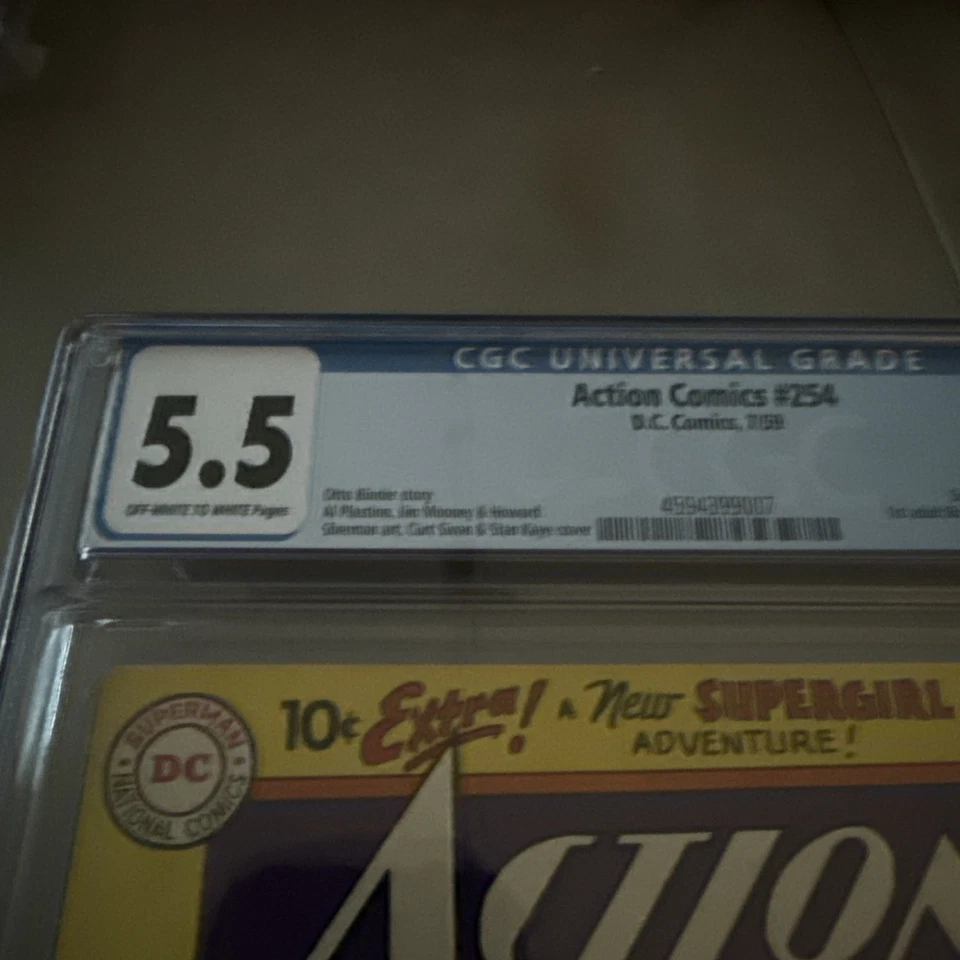 CGC UNIVERSAL GRADE
5.5
OFF-WHITE TO WHITE Pages
Action Comics #254
D.C. Comics, 7/59
Otto Binder story
Al Plastino, Jim Mooney & Howard
Sherman art, Curt Swan & Stan Kaye cover
4594399007
1st adult
10¢ Extra! A New SUPERGIRL
ADVENTURE!
SUPERMAN
DC
NATIONAL COMICS
ACTION